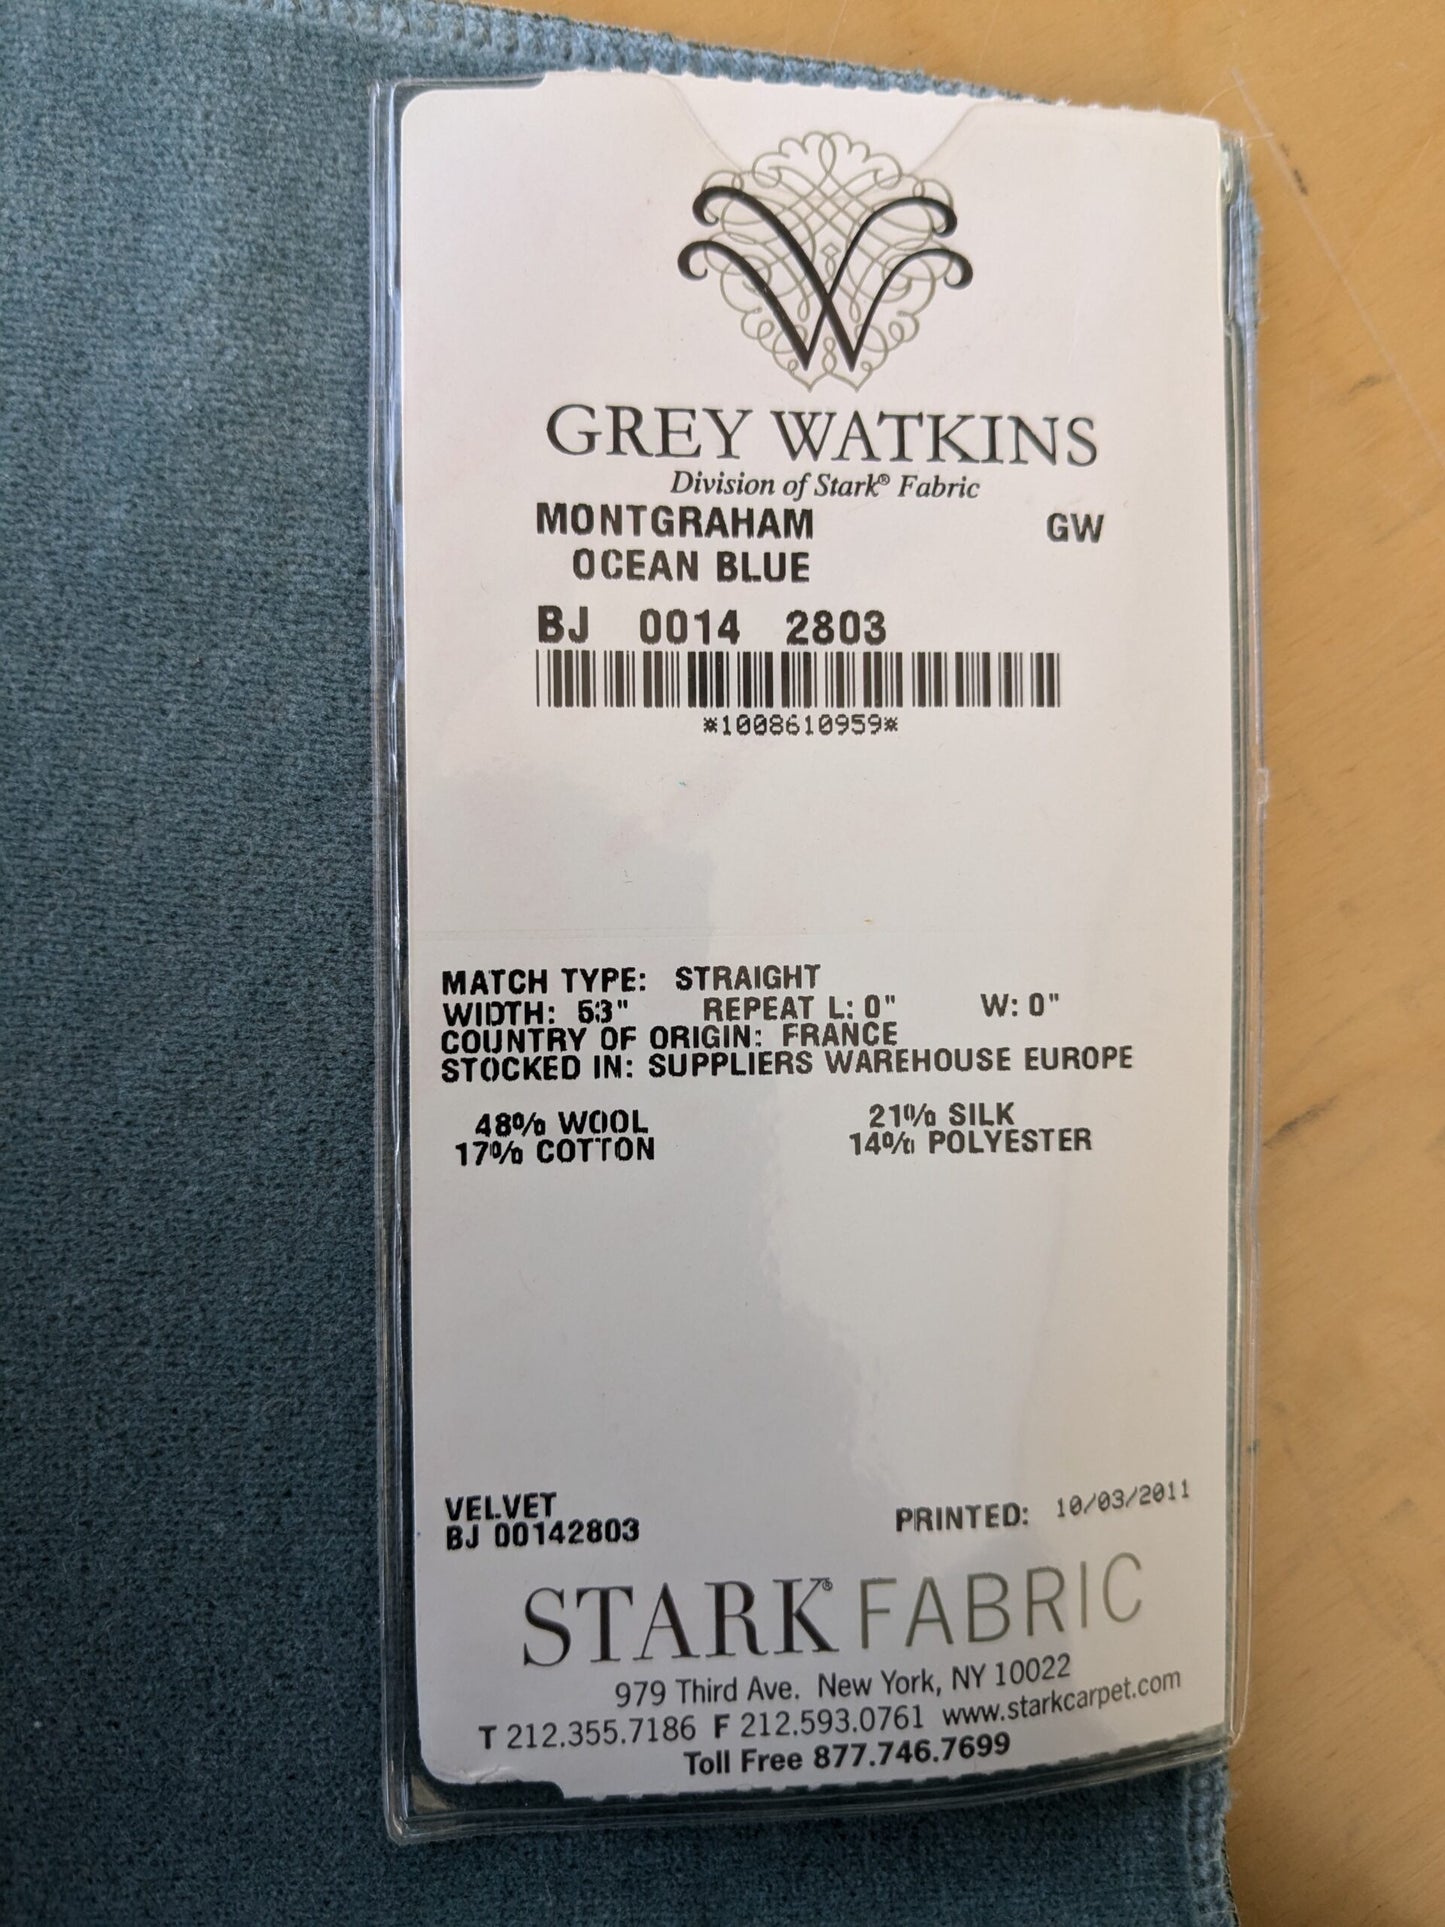 W
GREY WATKINS
Division of Stark® Fabric
MONTGRAHAM GW
OCEAN BLUE
BJ 0014 2803
*1008610959*
MATCH TYPE: STRAIGHT
WIDTH: 53" REPEAT L: 0" W: 0"
COUNTRY OF ORIGIN: FRANCE
STOCKED IN: SUPPLIERS WAREHOUSE EUROPE
48% WOOL 21% SILK
17% COTTON 14% POLYESTER
VELVET
BJ 00142803 PRINTED: 10/03/2011
STARK® FABRIC
979 Third Ave. New York, NY 10022
T 212.355.7186 F 212.593.0761 www.starkcarpet.com
Toll Free 877.746.7699